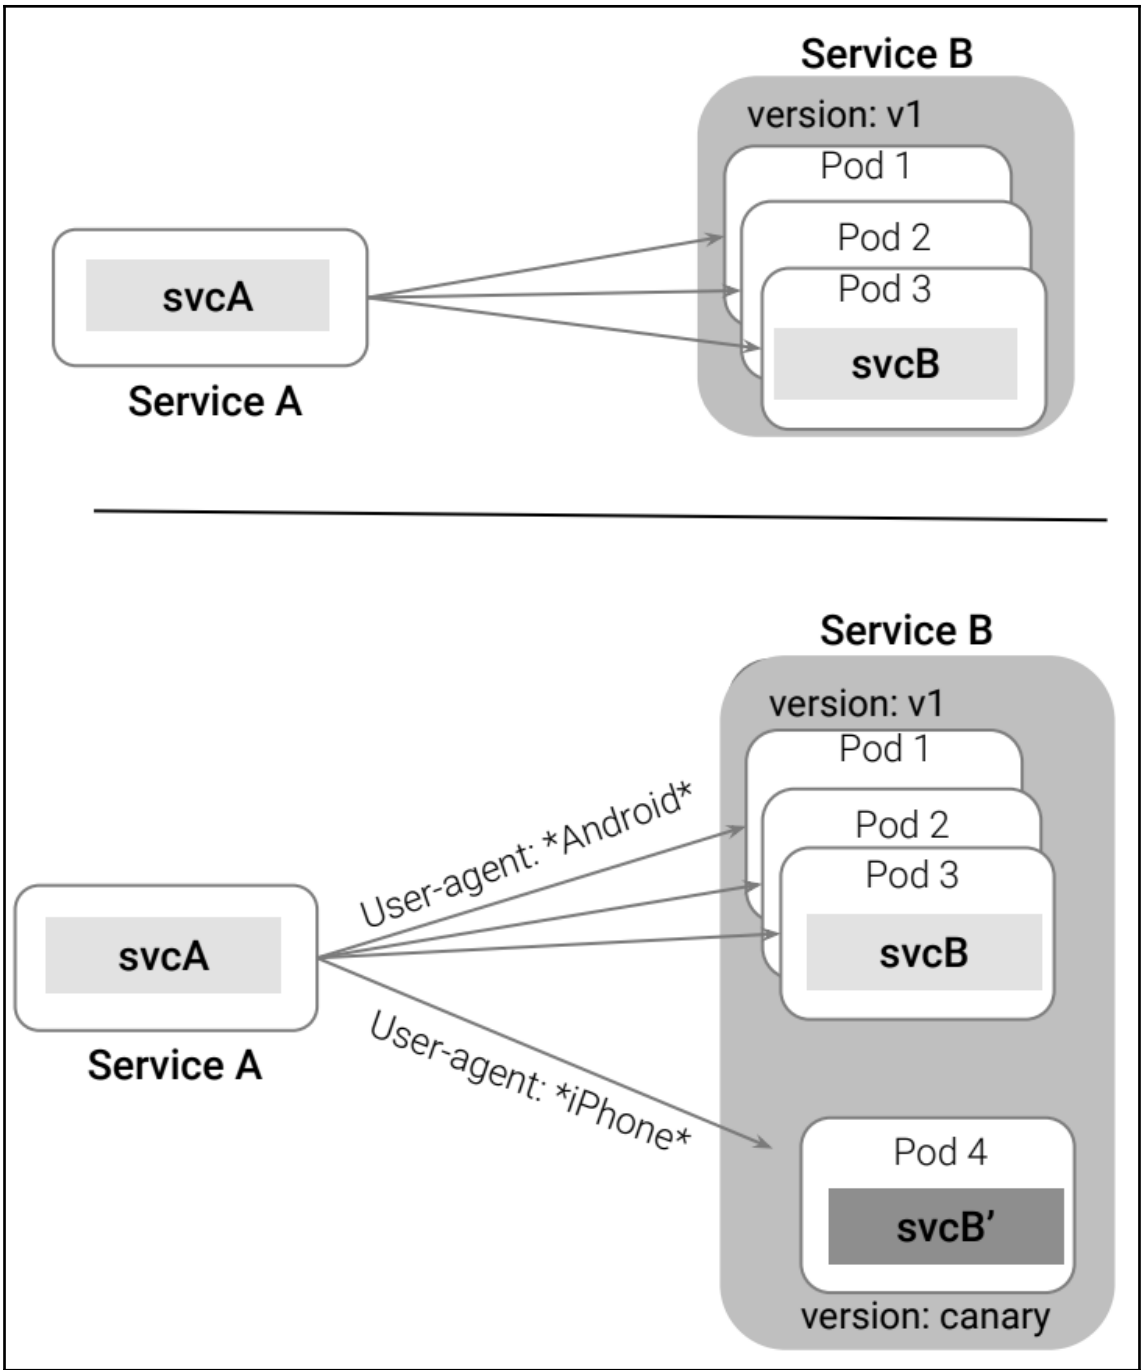 Service B
version: v1
Pod 1
Pod 2
Pod 3
svcB
svcA
Service A
Service B
version: v1
Pod 1
Pod 2
Pod 3
svcB
User-agent: *Android*
svcA
Service A
User-agent: *iPhone*
Pod 4
svcB’
version: canary